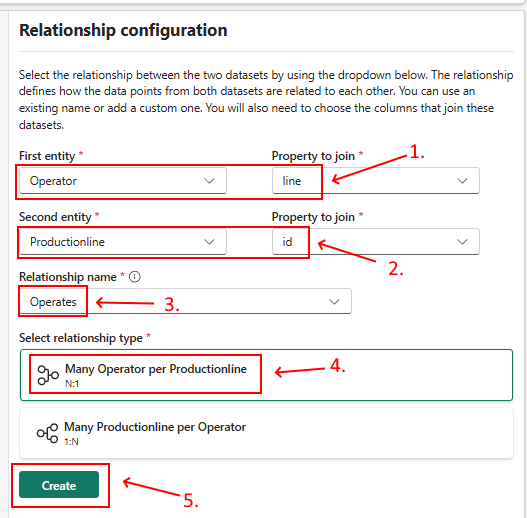 Relationship configuration
Select the relationship between the two datasets by using the dropdown below. The relationship
defines how the data points from both datasets are related to each other. You can use an
existing name or add a custom one. You will also need to choose the columns that join these
datasets.
First entity * Property to join *
1.
Operator line
Second entity * Property to join *
Productionline id
2.
Relationship name *
Operates
3.
Select relationship type *
Many Operator per Productionline
4.
N:1
Many Productionline per Operator
1:N
Create
5.